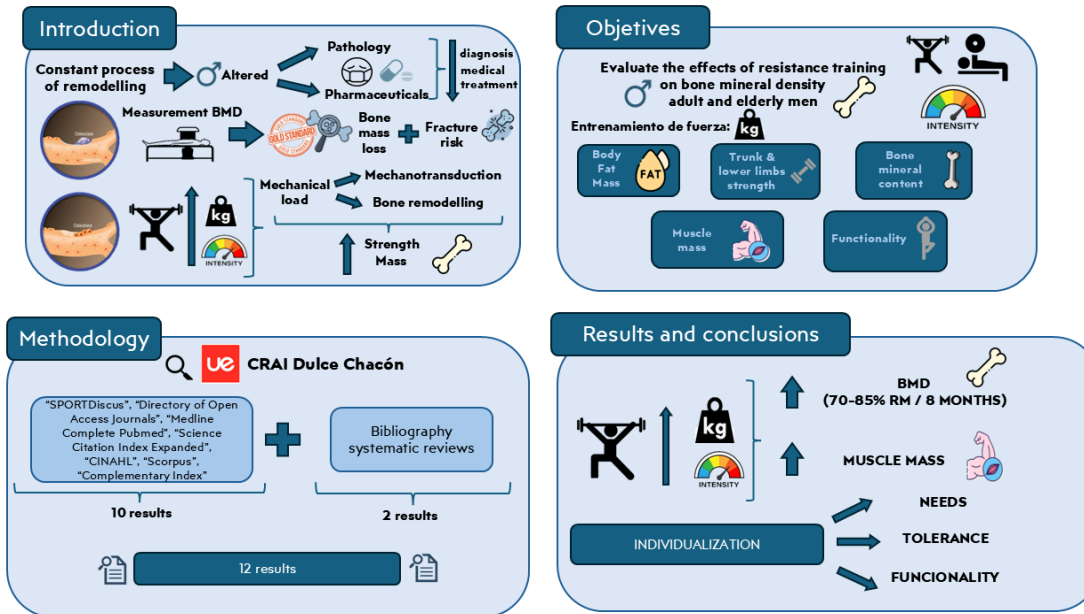 Introduction
Constant process
of remodelling
Altered
Pathology
Pharmaceuticals
diagnosis
medical
treatment
Measurement BMD
GOLD STANDARD
GOLD STANDARD
GOLD STANDARD
Bone
mass
loss
Fracture
risk
kg
INTENSITY
Mechanical
load
Mechanotransduction
Bone remodelling
Strength
Mass
Objetives
Evaluate the effects of resistance training
on bone mineral density
adult and elderly men
INTENSITY
Entrenamiento de fuerza:
kg
Body
Fat
Mass
FAT
Trunk &
lower limbs
strength
Bone
mineral
content
Muscle
mass
Functionality
Methodology
ue
CRAI Dulce Chacón
"SPORTDiscus", "Directory of Open
Access Journals", "Medline
Complete Pubmed", "Science
Citation Index Expanded",
"CINAHL", "Scorpus",
"Complementary Index"
Bibliography
systematic reviews
10 results
2 results
12 results
Results and conclusions
kg
INTENSITY
BMD
(70-85% RM / 8 MONTHS)
MUSCLE MASS
INDIVIDUALIZATION
NEEDS
TOLERANCE
FUNCIONALITY